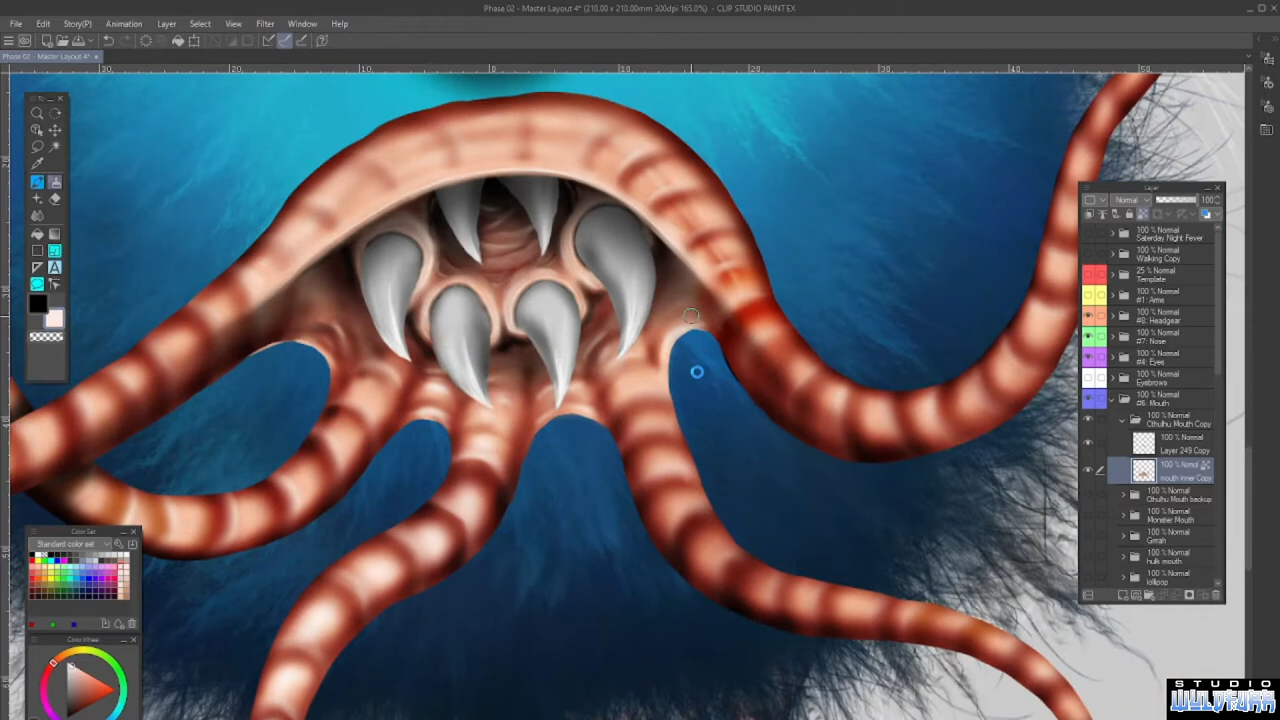 Phase 02 - Master Layout 4* (210.00 x 210.00mm 300dpi 165.0%) - CLIP STUDIO PAINT EX
File Edit Story(P) Animation Layer Select View Filter Window Help
Phase 02 - Master Layout 4*
30 20 10 0 10 20 30 40 50
Layer
Normal 100
100 % Normal
Saterday Night Fever
100 % Normal
Walking Copy
25 % Normal
Template
100 % Normal
#1: Arms
100 % Normal
#8: Headgear
100 % Normal
#7: Nose
100 % Normal
#4: Eyes
100 % Normal
Eyebrows
100 % Normal
#6: Mouth
100 % Normal
Cthulhu Mouth Copy
100 % Normal
Layer 249 Copy
100 % Normal
mouth inner Copy
100 % Normal
Cthulhu Mouth backup
100 % Normal
Monster Mouth
100 % Normal
100 % Normal
hulk mouth
100 % Normal
lollipop
Color Set
Standard color set
Color Wheel
STUDIO